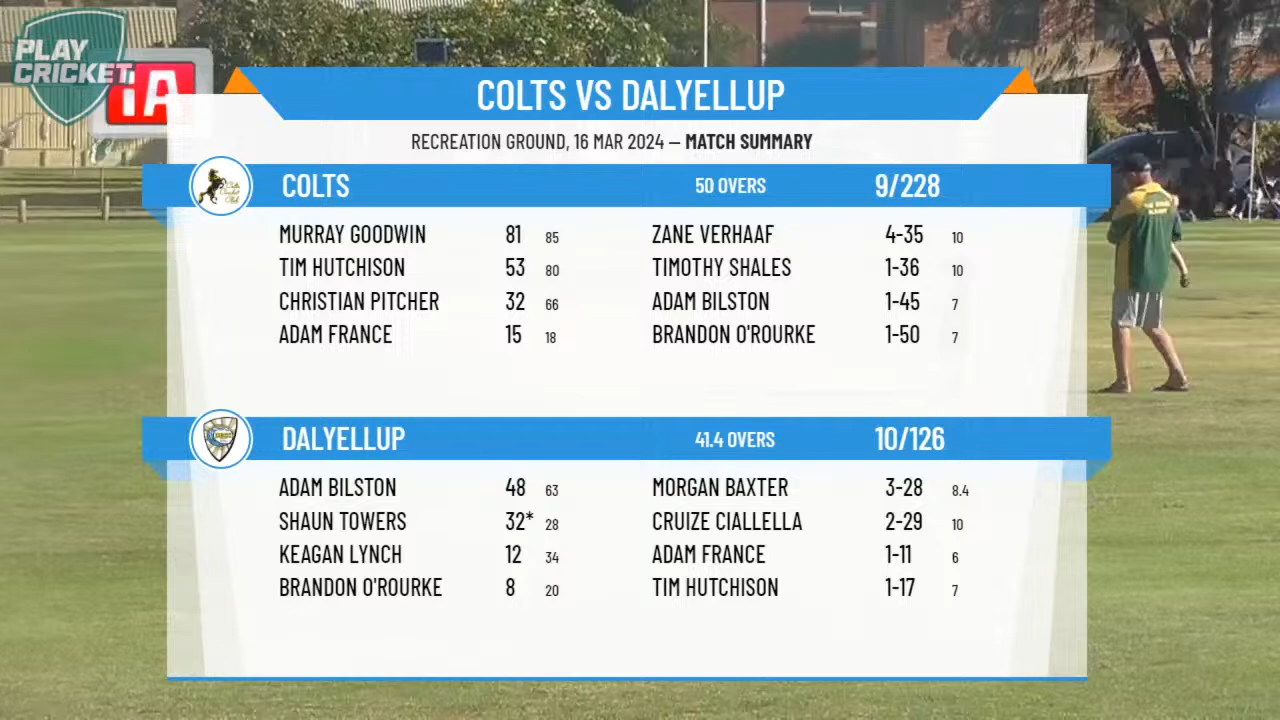 PLAY
CRICKET
iA
COLTS VS DALYELLUP
RECREATION GROUND, 16 MAR 2024 – MATCH SUMMARY
COLTS 50 OVERS 9/228
MURRAY GOODWIN 81 85 ZANE VERHAAF 4-35 10
TIM HUTCHISON 53 80 TIMOTHY SHALES 1-36 10
CHRISTIAN PITCHER 32 66 ADAM BILSTON 1-45 7
ADAM FRANCE 15 18 BRANDON O'ROURKE 1-50 7
DALYELLUP 41.4 OVERS 10/126
ADAM BILSTON 48 63 MORGAN BAXTER 3-28 8.4
SHAUN TOWERS 32* 28 CRUIZE CIALLELLA 2-29 10
KEAGAN LYNCH 12 34 ADAM FRANCE 1-11 6
BRANDON O'ROURKE 8 20 TIM HUTCHISON 1-17 7